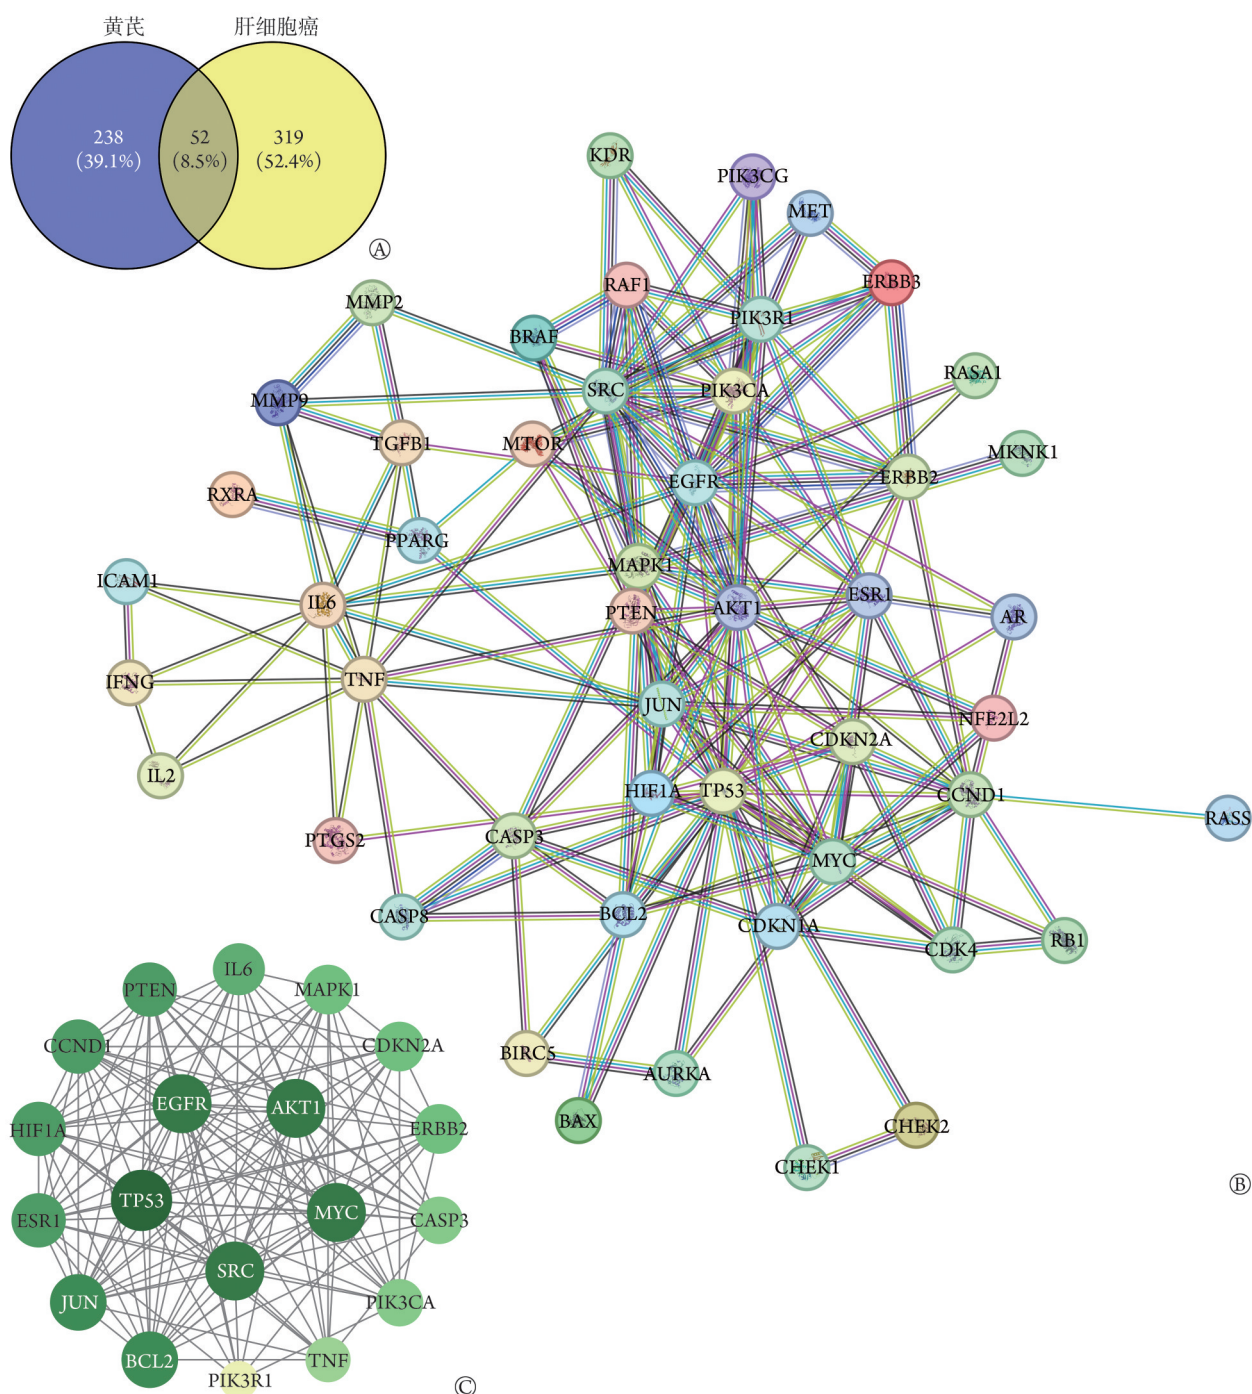 黄芪 肝细胞癌
238 52 319
(39.1%) (8.5%) (52.4%)
Ⓐ
KDR
PIK3CG
MET
RAF1
ERBB3
MMP2
PIK3R1
BRAF
RASA1
SRC
PIK3CA
MMP9
TGFB1
MTOR
MKNK1
EGFR
ERBB2
RXRA
PPARG
MAPK1
ICAM1
IL6
PTEN
AKT1
ESR1
AR
IFNG
TNF
JUN
NFE2L2
CDKN2A
IL2
HIF1A
TP53
CCND1
RASS
PTGS2
CASP3
MYC
CASP8
BCL2
CDKN1A
CDK4
RB1
BIRC5
AURKA
BAX
CHEK2
CHEK1
Ⓑ
IL6
PTEN
MAPK1
CCND1
CDKN2A
EGFR
AKT1
HIF1A
ERBB2
TP53
MYC
ESR1
CASP3
SRC
JUN
PIK3CA
BCL2
TNF
PIK3R1
Ⓒ